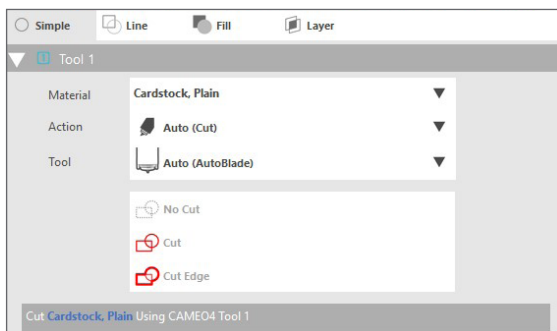 Simple Line Fill Layer
1 Tool 1
Material Cardstock, Plain
Action Auto (Cut)
Tool Auto (AutoBlade)
No Cut
Cut
Cut Edge
Cut Cardstock, Plain Using CAMEO4 Tool 1